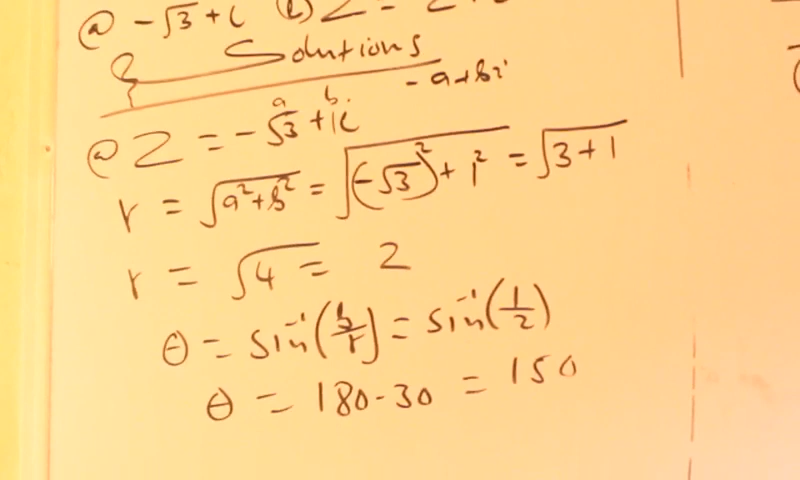 ⓐ -√3 + i ⓑ Z =
Solutions
- a + bi
ⓐ Z = -√3 + 1i
a b
r = √(a² + b²) = √((-√3)² + 1²) = √(3 + 1)
r = √4 = 2
θ = sin⁻¹(b/r) = sin⁻¹(1/2)
θ = 180 - 30 = 150